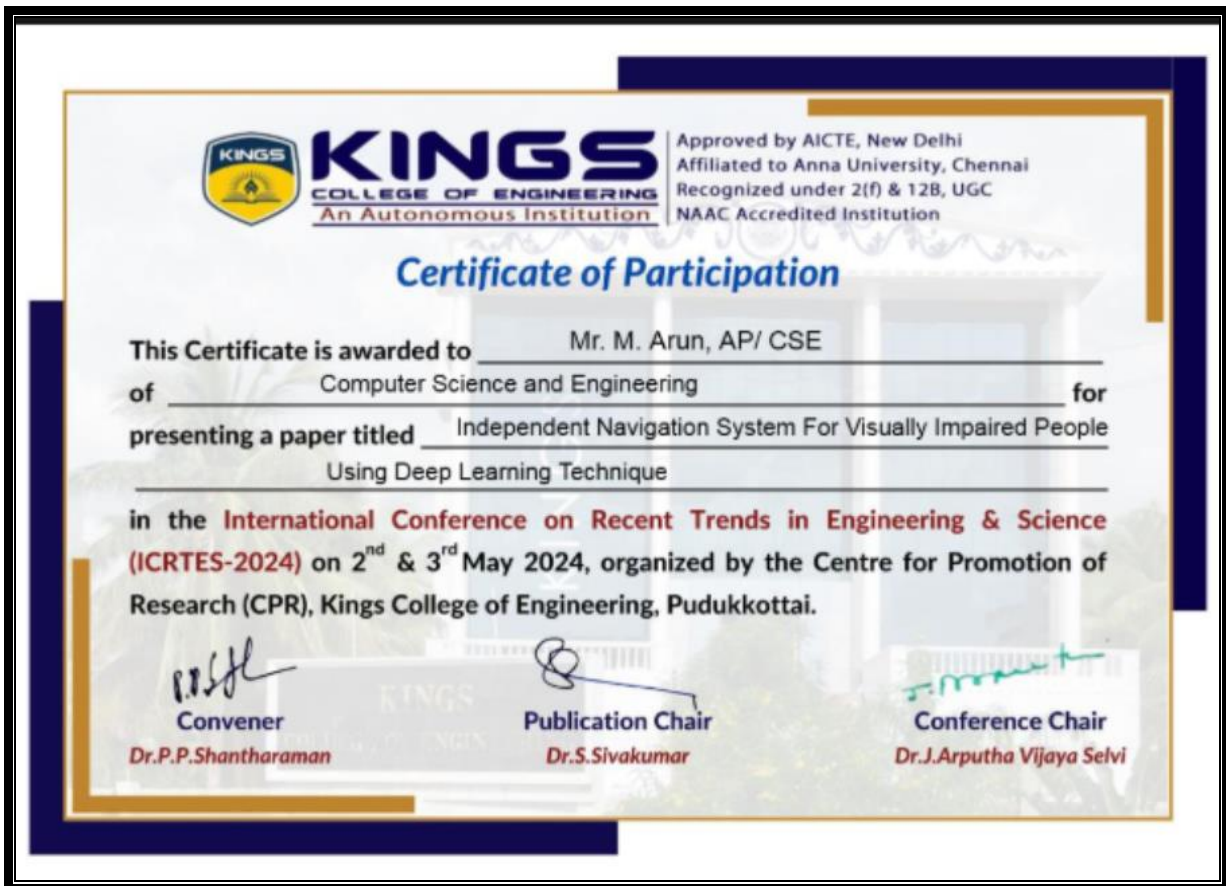 KINGS
KINGS
COLLEGE OF ENGINEERING
An Autonomous Institution
Approved by AICTE, New Delhi
Affiliated to Anna University, Chennai
Recognized under 2(f) & 12B, UGC
NAAC Accredited Institution
Certificate of Participation
This Certificate is awarded to Mr. M. Arun, AP/ CSE
of Computer Science and Engineering for
presenting a paper titled Independent Navigation System For Visually Impaired People
Using Deep Learning Technique
in the International Conference on Recent Trends in Engineering & Science
(ICRTES-2024) on 2nd & 3rd May 2024, organized by the Centre for Promotion of
Research (CPR), Kings College of Engineering, Pudukkottai.
KINGS
Convener Publication Chair Conference Chair
Dr.P.P.Shantharaman Dr.S.Sivakumar Dr.J.Arputha Vijaya Selvi